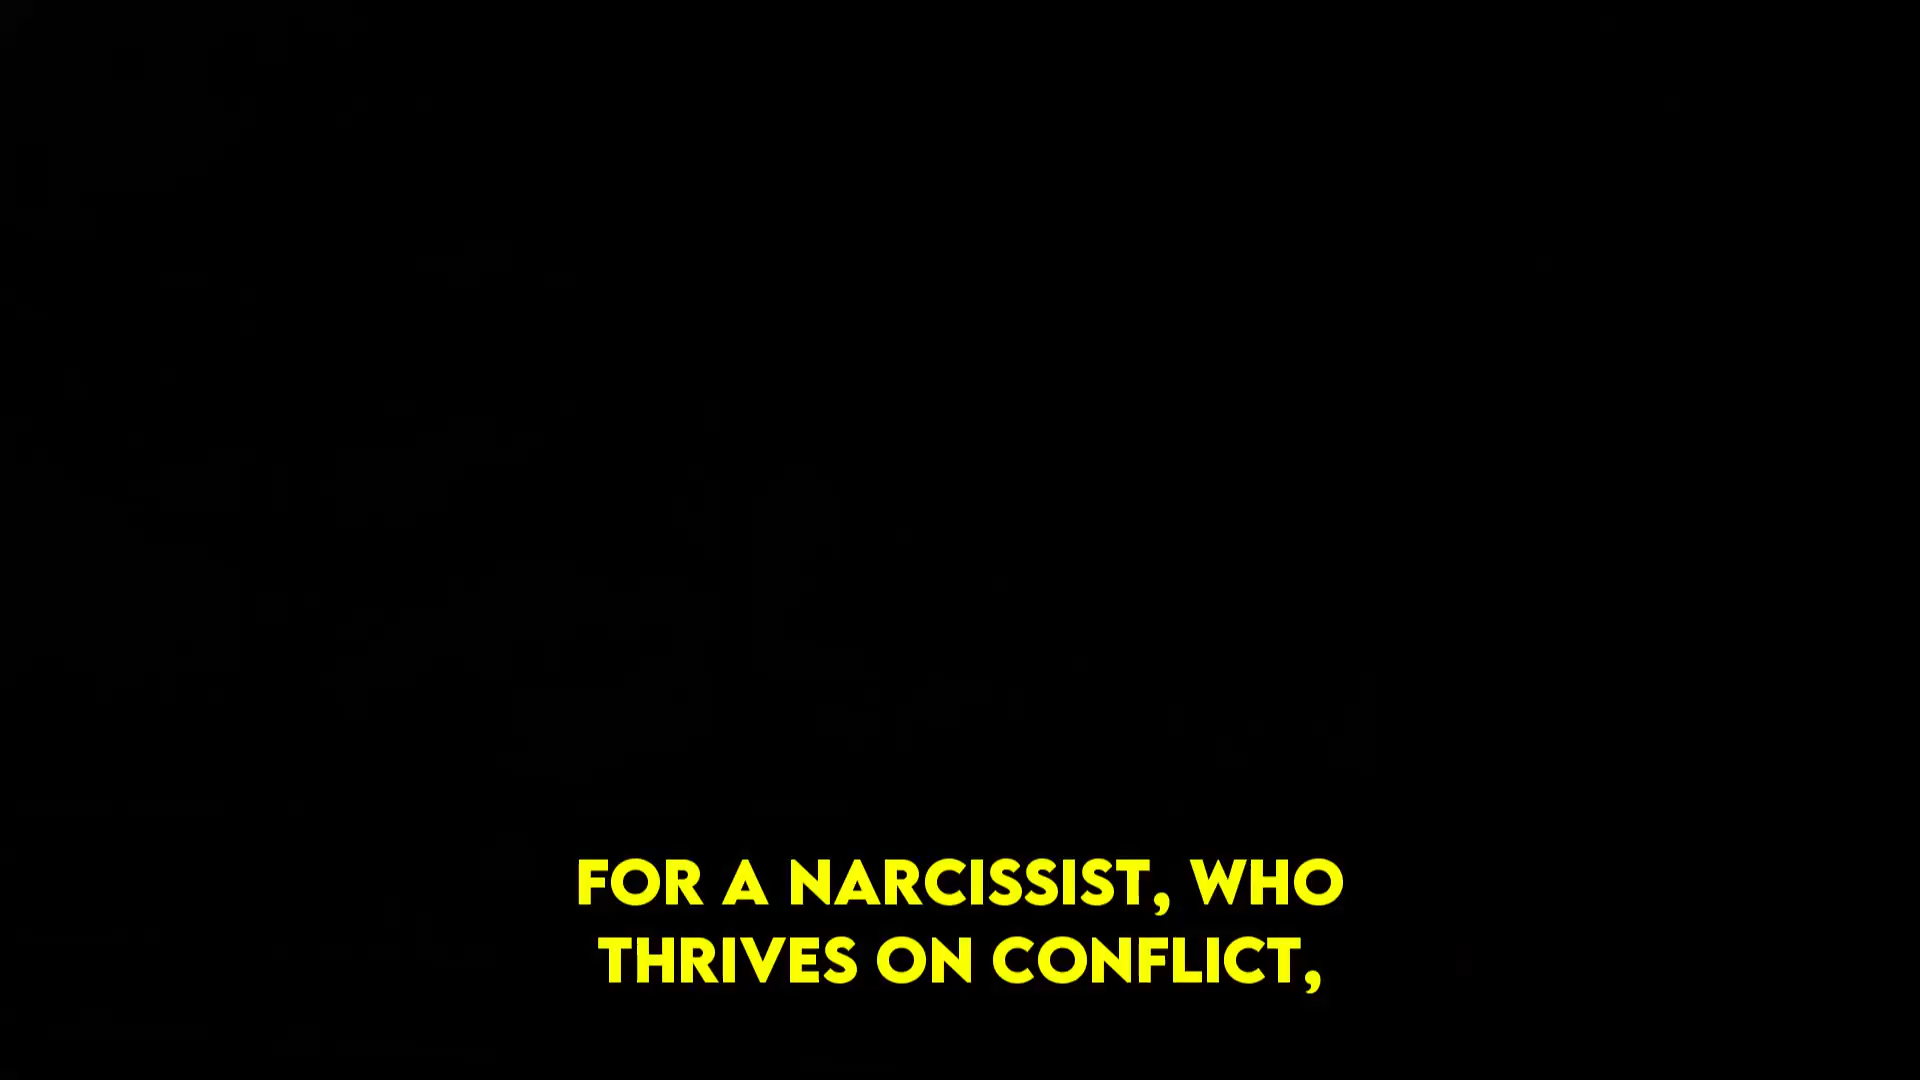 FOR A NARCISSIST, WHO
THRIVES ON CONFLICT,